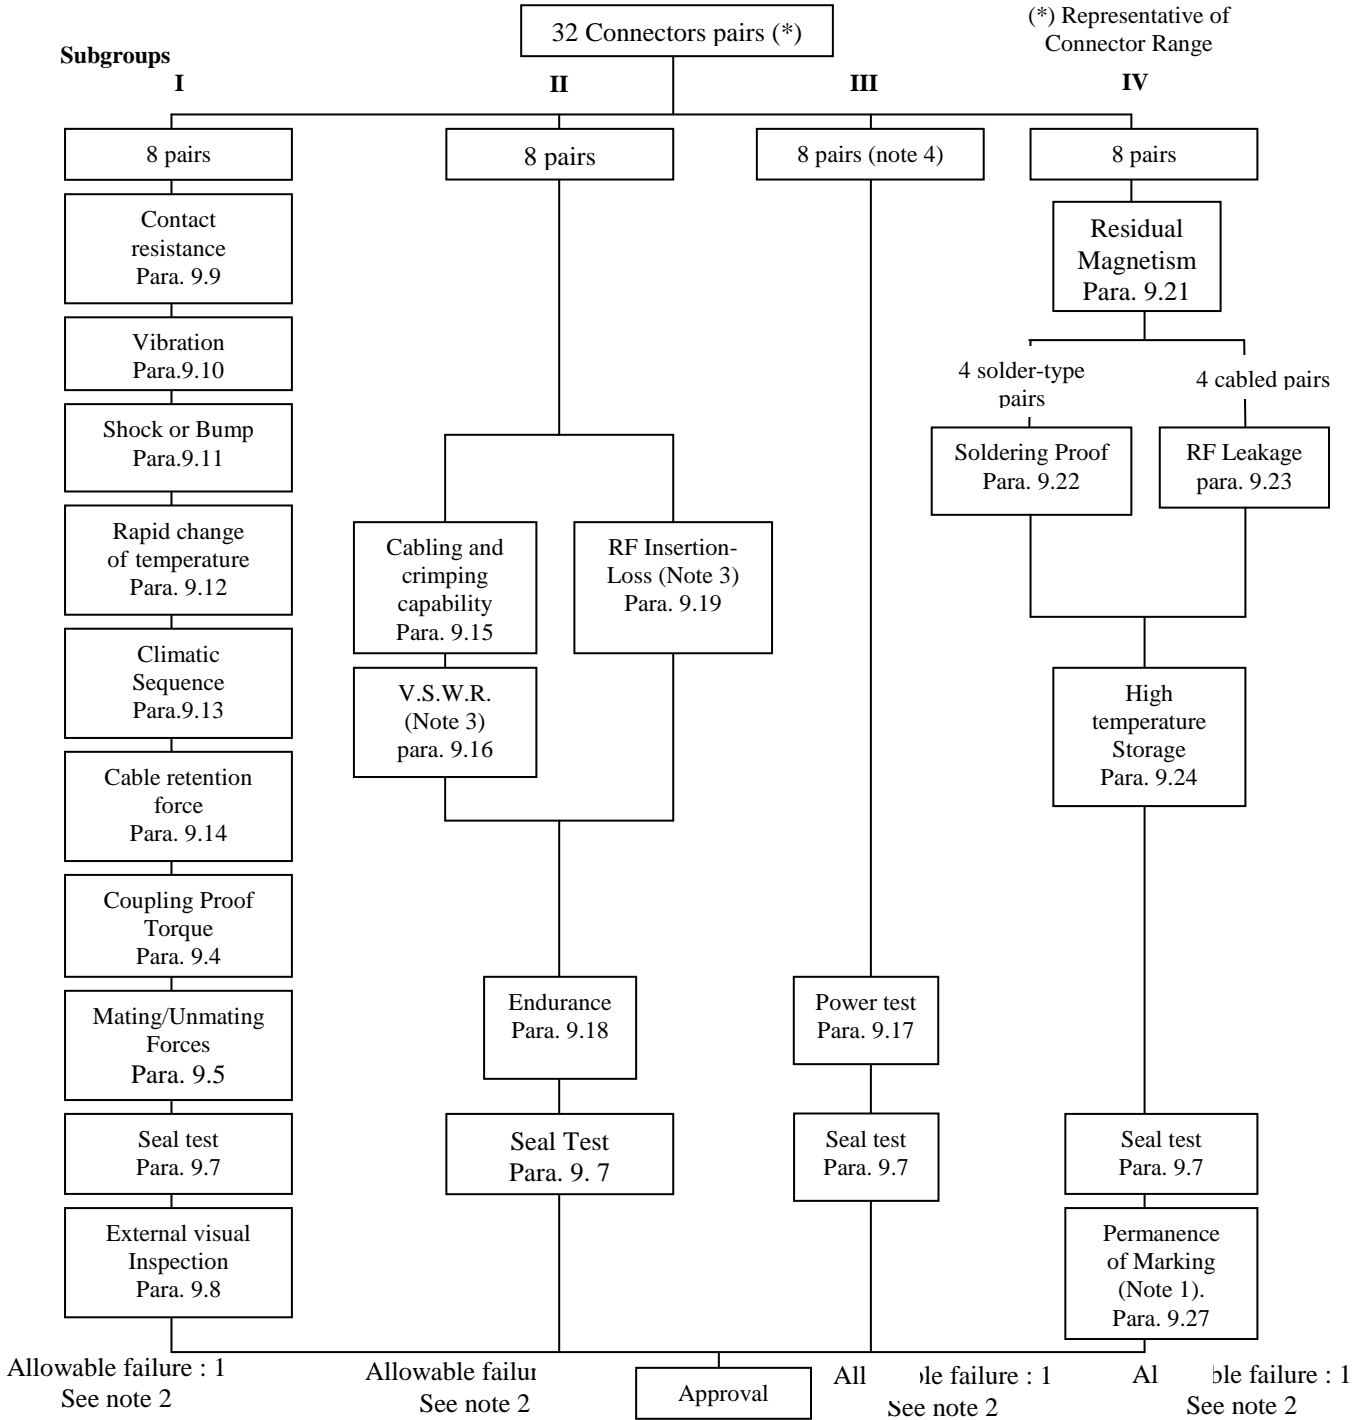 32 Connectors pairs (*)
(*) Representative of
Connector Range
Subgroups
I
II
III
IV
8 pairs
8 pairs
8 pairs (note 4)
8 pairs
Contact
resistance
Para. 9.9
Vibration
Para.9.10
Shock or Bump
Para.9.11
Rapid change
of temperature
Para. 9.12
Climatic
Sequence
Para.9.13
Cable retention
force
Para. 9.14
Coupling Proof
Torque
Para. 9.4
Mating/Unmating
Forces
Para. 9.5
Seal test
Para. 9.7
External visual
Inspection
Para. 9.8
Allowable failure : 1
See note 2
Cabling and
crimping
capability
Para. 9.15
V.S.W.R.
(Note 3)
para. 9.16
RF Insertion-
Loss (Note 3)
Para. 9.19
Endurance
Para. 9.18
Seal Test
Para. 9. 7
Allowable failur
See note 2
Power test
Para. 9.17
Seal test
Para. 9.7
All ble failure : 1
See note 2
Residual
Magnetism
Para. 9.21
4 solder-type
pairs
4 cabled pairs
Soldering Proof
Para. 9.22
RF Leakage
para. 9.23
High
temperature
Storage
Para. 9.24
Seal test
Para. 9.7
Permanence
of Marking
(Note 1).
Para. 9.27
Al ble failure : 1
See note 2
Approval